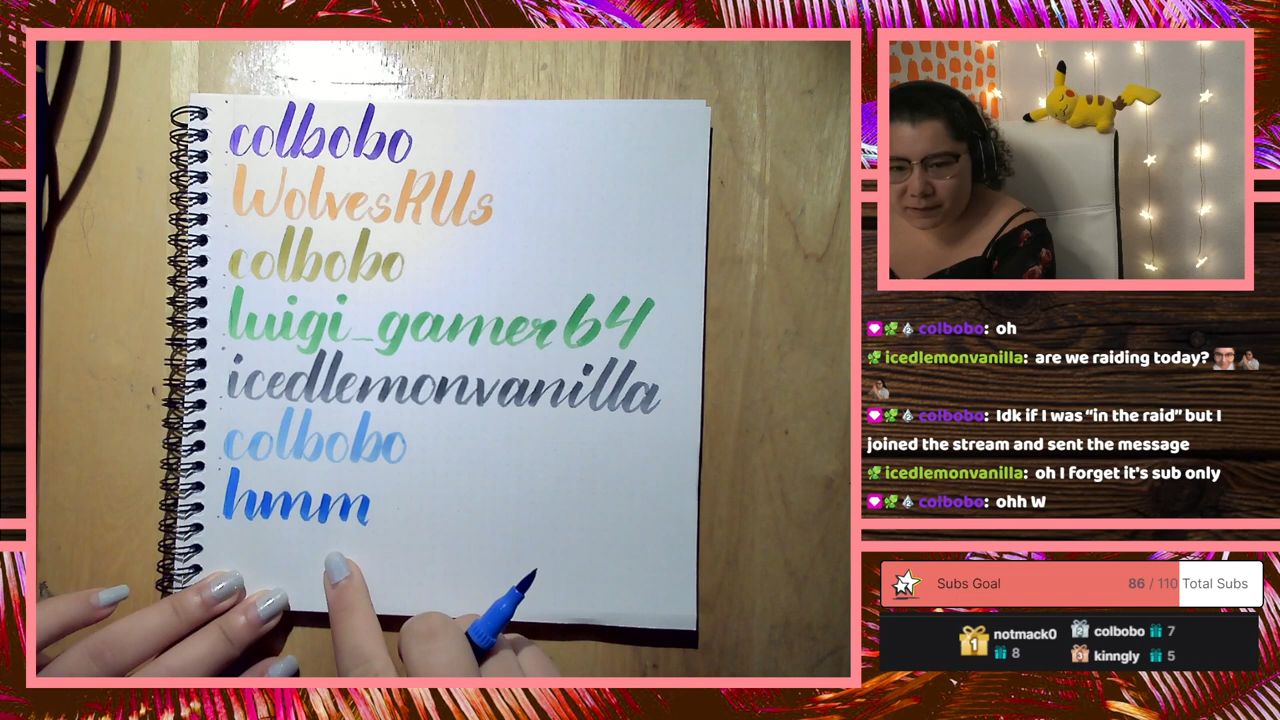 colbobo
WolvesRUs
colbobo
luigi_gamer64
icedlemonvanilla
colbobo
hmm
colbobo: oh
icedlemonvanilla: are we raiding today?
colbobo: Idk if I was “in the raid” but I
joined the stream and sent the message
icedlemonvanilla: oh I forget it's sub only
colbobo: ohh W
Subs Goal 86 / 110 Total Subs
1 notmack0 8
2 colbobo 7
3 kinngly 5